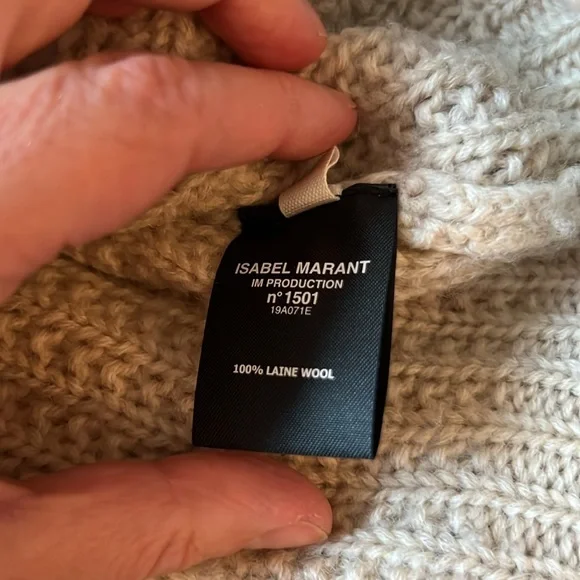 ISABEL MARANT
IM PRODUCTION
n°1501
19A071E
100% LAINE WOOL